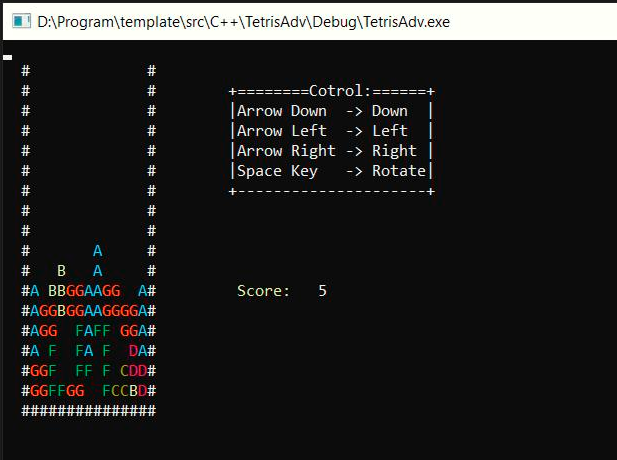 D:\Program\template\src\C++\TetrisAdv\Debug\TetrisAdv.exe
#             #
#             #        +========Cotrol:======+
#             #        |Arrow Down  -> Down  |
#             #        |Arrow Left  -> Left  |
#             #        |Arrow Right -> Right |
#             #        |Space Key   -> Rotate|
#             #        +---------------------+
#             #
#             #
#       A     #
#   B   A     #
#A BBGGAAGG  A#         Score:   5
#AGGBGGAAGGGGA#
#AGG  FAFF GGA#
#A F  FA F  DA#
#GGF  FF F CDD#
#GGFFGG  FCCBD#
###############